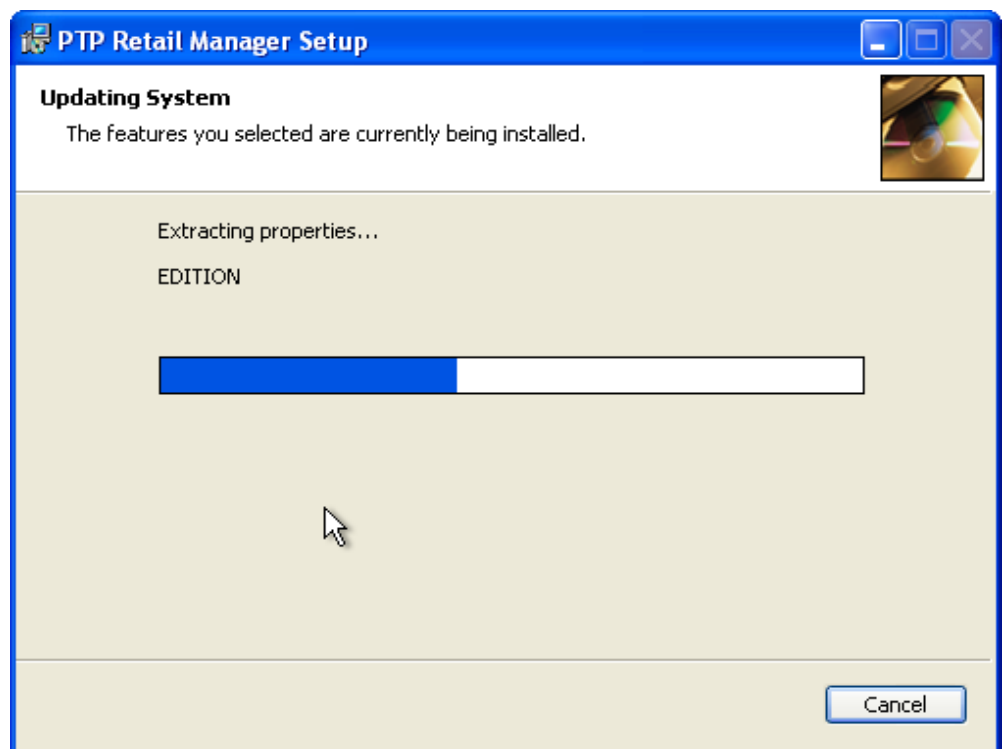 PTP Retail Manager Setup
Updating System
The features you selected are currently being installed.
Extracting properties...
EDITION
Cancel